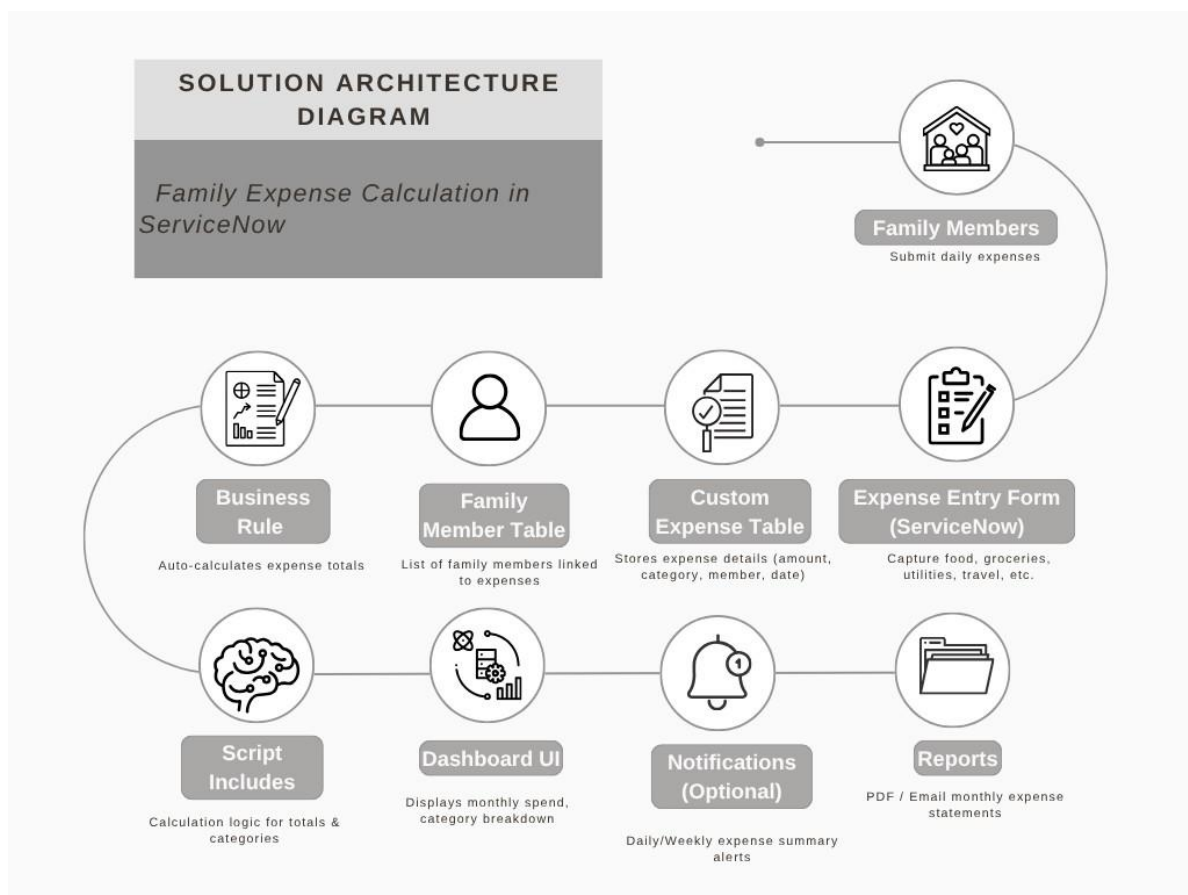 SOLUTION ARCHITECTURE
DIAGRAM
Family Expense Calculation in
ServiceNow
Family Members
Submit daily expenses
Expense Entry Form
(ServiceNow)
Capture food, groceries,
utilities, travel, etc.
Custom
Expense Table
Stores expense details (amount,
category, member, date)
Family
Member Table
List of family members linked
to expenses
Business
Rule
Auto-calculates expense totals
Script
Includes
Calculation logic for totals &
categories
Dashboard UI
Displays monthly spend,
category breakdown
1
Notifications
(Optional)
Daily/Weekly expense summary
alerts
Reports
PDF / Email monthly expense
statements